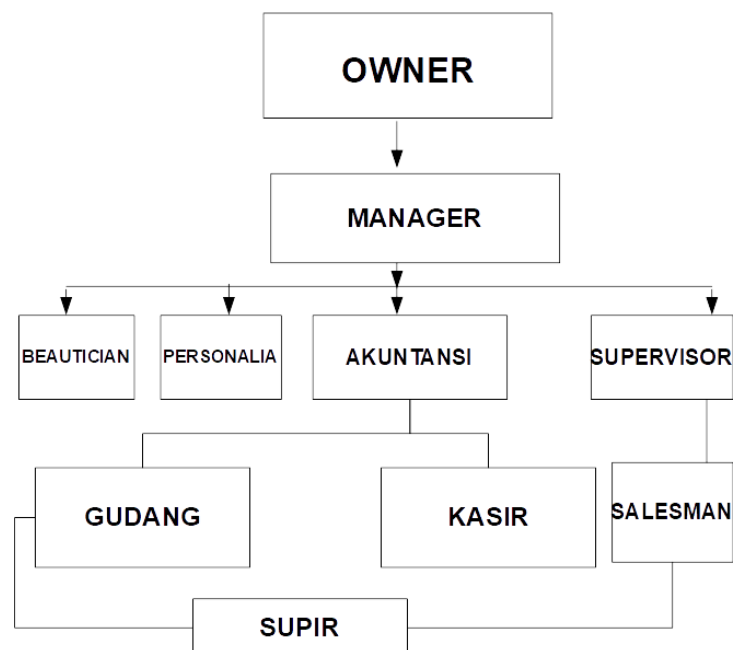 OWNER
MANAGER
BEAUTICIAN
PERSONALIA
AKUNTANSI
SUPERVISOR
GUDANG
KASIR
SALESMAN
SUPIR